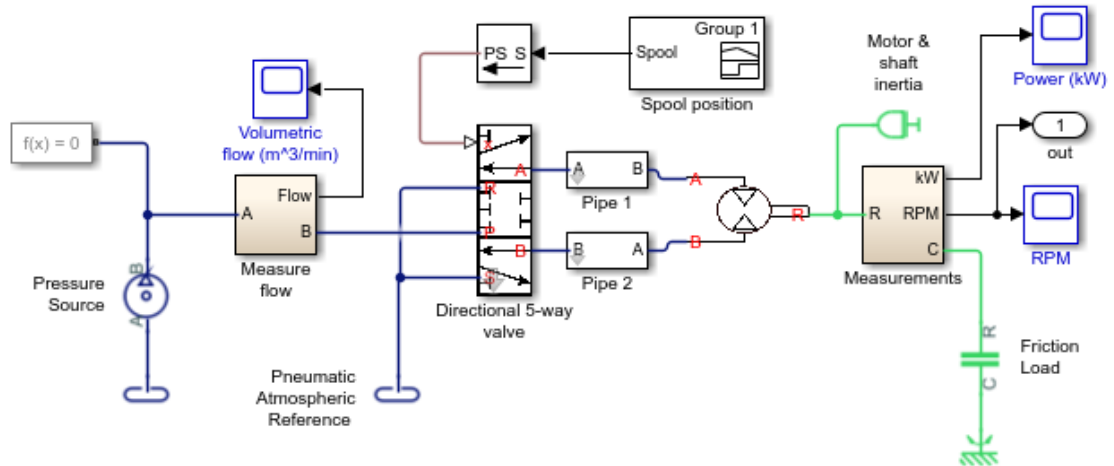 Group 1
Spool
Spool position
PS S
Motor &
shaft
inertia
Power (kW)
f(x) = 0
Volumetric
flow (m^3/min)
1
out
A
Flow
B
Measure
flow
x
A
R
P
B
S
Directional 5-way
valve
A
B
Pipe 1
B
A
Pipe 2
A
B
R
R
kW
RPM
C
Measurements
RPM
Pressure
Source
B
A
Pneumatic
Atmospheric
Reference
R
C
Friction
Load